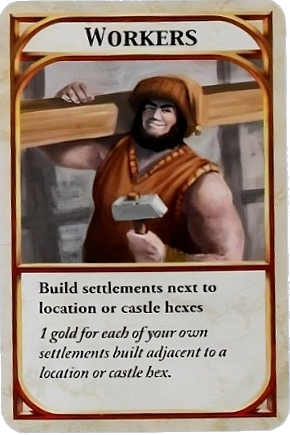 WORKERS
Build settlements next to
location or castle hexes
1 gold for each of your own
settlements built adjacent to a
location or castle hex.